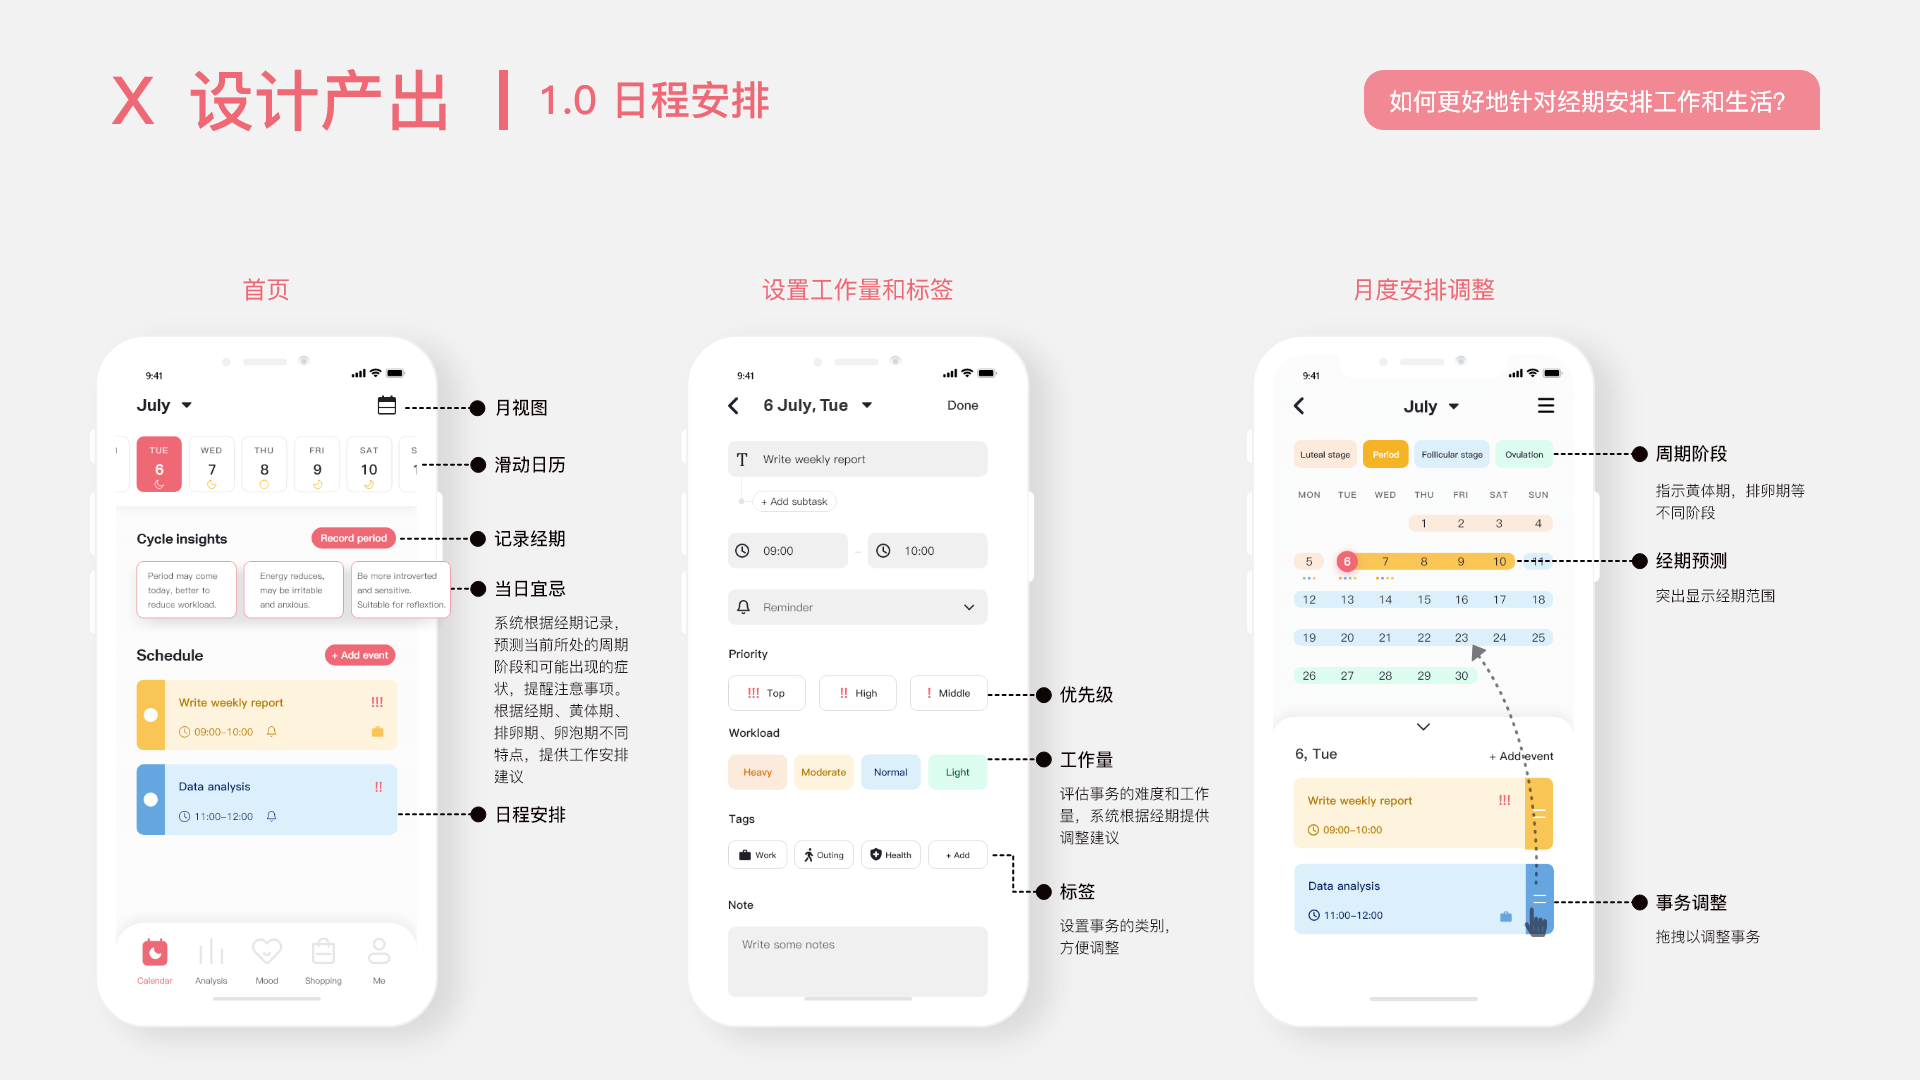 X 设计产出 | 1.0 日程安排
如何更好地针对经期安排工作和生活?
首页
9:41
July
TUE WED THU FRI SAT S
6 7 8 9 10 1
Cycle insights
Record period
Period may come
today, better to
reduce workload.
Energy reduces,
may be irritable
and anxious.
Be more introverted
and sensitive.
Suitable for reflextion.
Schedule
+ Add event
Write weekly report !!!
09:00-10:00
Data analysis !!
11:00-12:00
Calendar Analysis Mood Shopping Me
月视图
滑动日历
记录经期
当日宜忌
系统根据经期记录，
预测当前所处的周期
阶段和可能出现的症
状，提醒注意事项。
根据经期、黄体期、
排卵期、卵泡期不同
特点，提供工作安排
建议
日程安排
设置工作量和标签
9:41
6 July, Tue
Done
T Write weekly report
+ Add subtask
09:00 – 10:00
Reminder
Priority
!!! Top !! High ! Middle
Workload
Heavy Moderate Normal Light
Tags
Work Outing Health + Add
Note
Write some notes
优先级
工作量
评估事务的难度和工作
量，系统根据经期提供
调整建议
标签
设置事务的类别，
方便调整
月度安排调整
9:41
July
Luteal stage Period Follicular stage Ovulation
MON TUE WED THU FRI SAT SUN
1 2 3 4
5 6 7 8 9 10 11
12 13 14 15 16 17 18
19 20 21 22 23 24 25
26 27 28 29 30
6, Tue
+ Add event
Write weekly report !!!
09:00-10:00
Data analysis
11:00-12:00
周期阶段
指示黄体期，排卵期等
不同阶段
经期预测
突出显示经期范围
事务调整
拖拽以调整事务